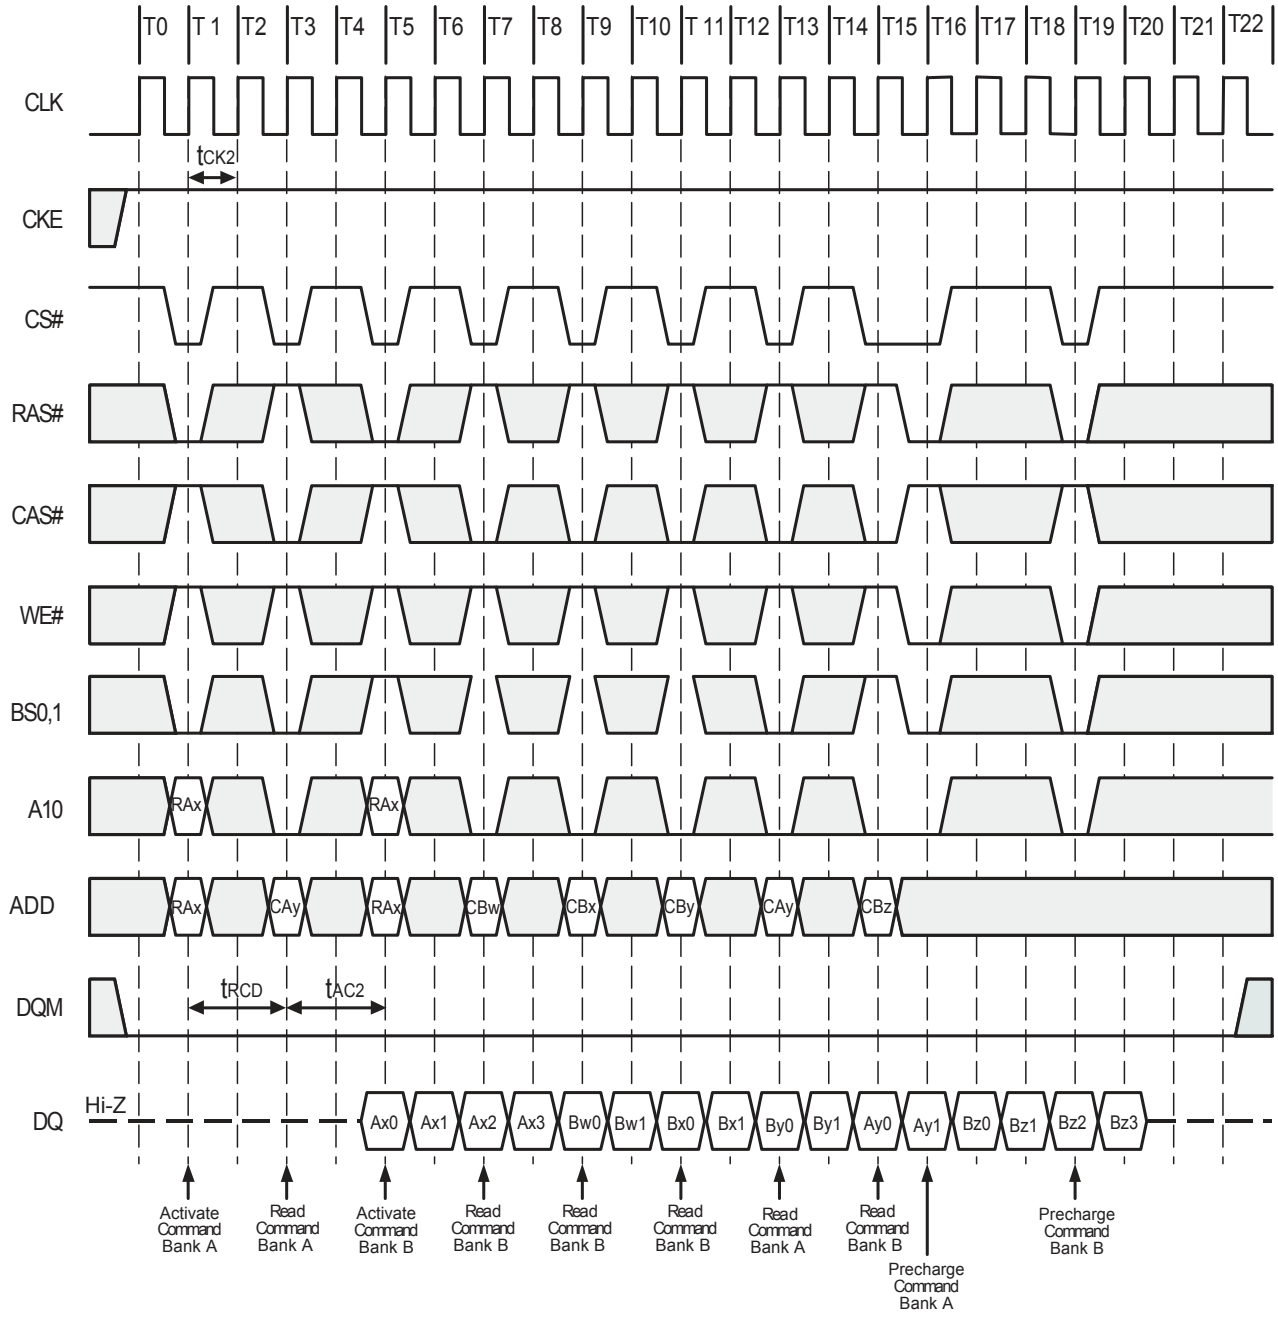 T0 T 1 T2 T3 T4 T5 T6 T7 T8 T9 T10 T 11 T12 T13 T14 T15 T16 T17 T18 T19 T20 T21 T22
CLK
tCK2
CKE
CS#
RAS#
CAS#
WE#
BS0,1
A10 RAx RAx
ADD RAx CAy RAx CBw CBx CBy CAy CBz
tRCD tAC2
DQM
Hi-Z
DQ Ax0 Ax1 Ax2 Ax3 Bw0 Bw1 Bx0 Bx1 By0 By1 Ay0 Ay1 Bz0 Bz1 Bz2 Bz3
Activate
Command
Bank A
Read
Command
Bank A
Activate
Command
Bank B
Read
Command
Bank B
Read
Command
Bank B
Read
Command
Bank B
Read
Command
Bank A
Read
Command
Bank B
Precharge
Command
Bank A
Precharge
Command
Bank B